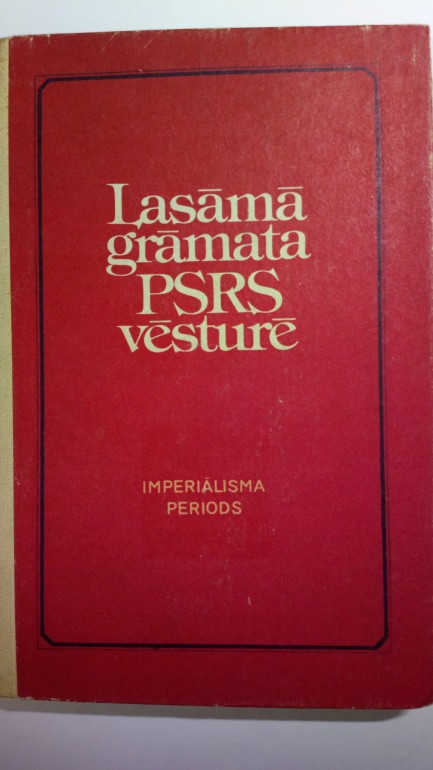 Lasāmā
grāmata
PSRS
vēsturē
IMPERIĀLISMA
PERIODS